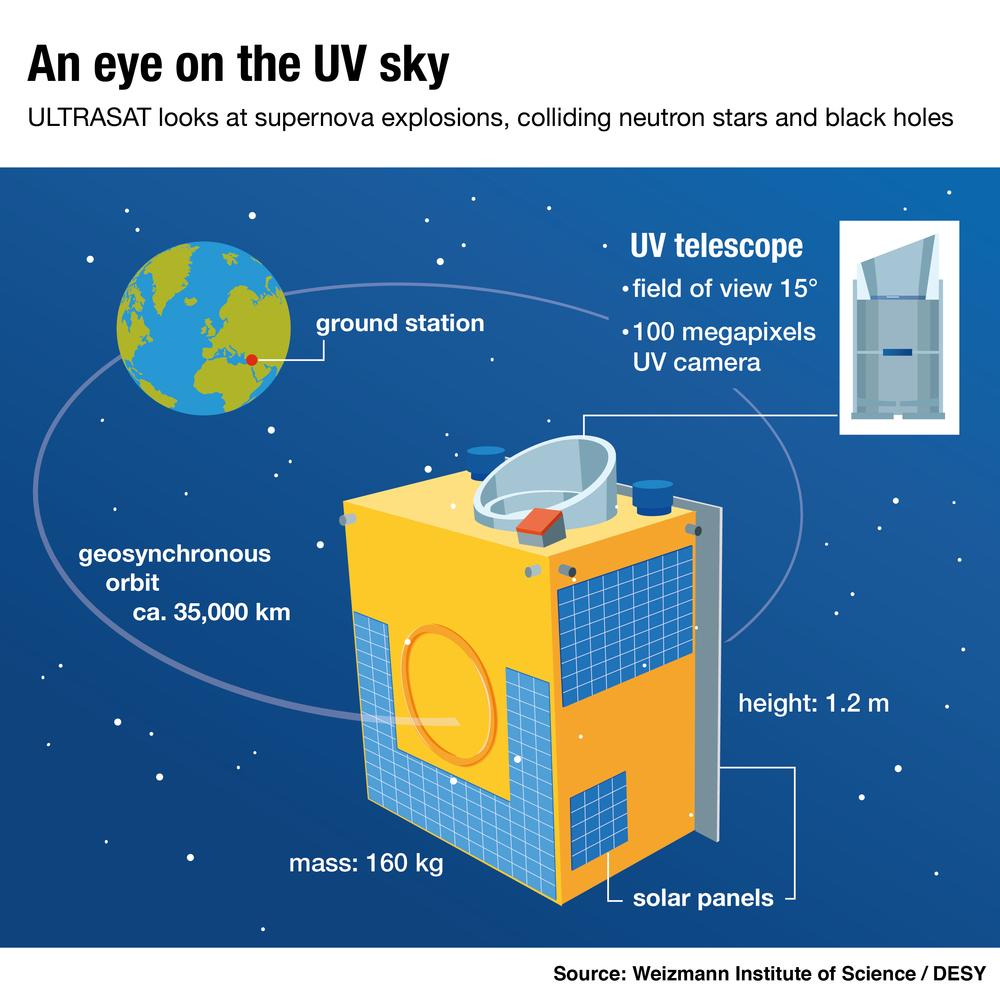 An eye on the UV sky
ULTRASAT looks at supernova explosions, colliding neutron stars and black holes
UV telescope
•field of view 15°
•100 megapixels
UV camera
ground station
geosynchronous
orbit
ca. 35,000 km
height: 1.2 m
mass: 160 kg
solar panels
Source: Weizmann Institute of Science / DESY